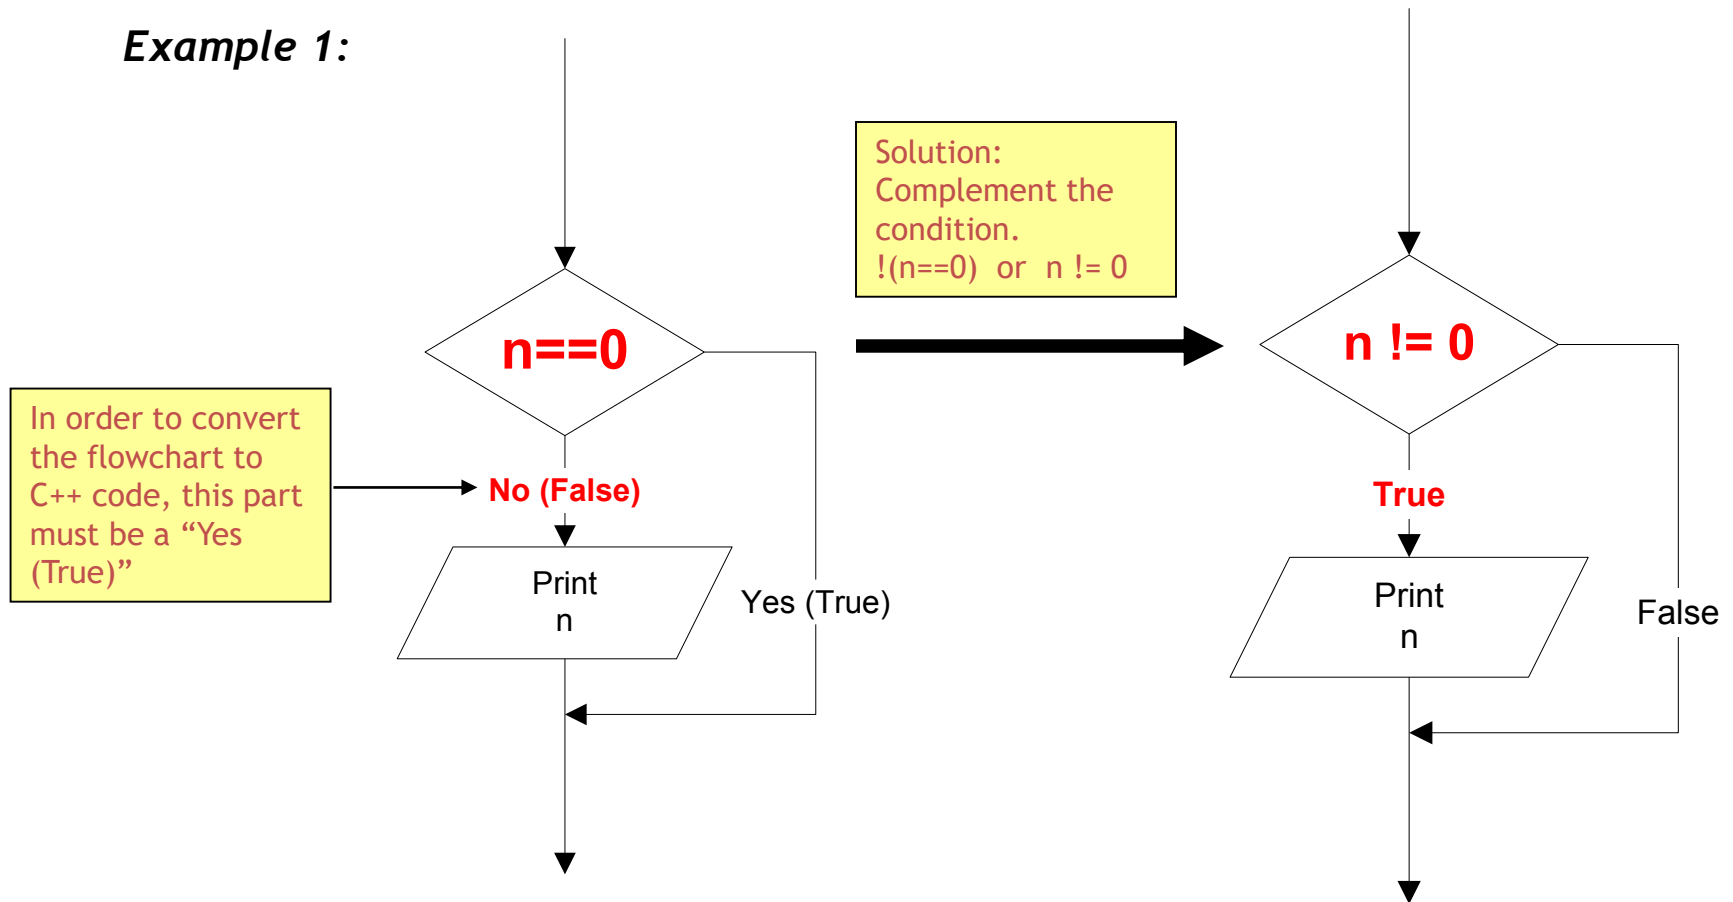 Example 1:
Solution:
Complement the
condition.
!(n==0) or n != 0
n==0
n != 0
In order to convert
the flowchart to
C++ code, this part
must be a “Yes
(True)”
No (False)
True
Print
n
Yes (True)
Print
n
False